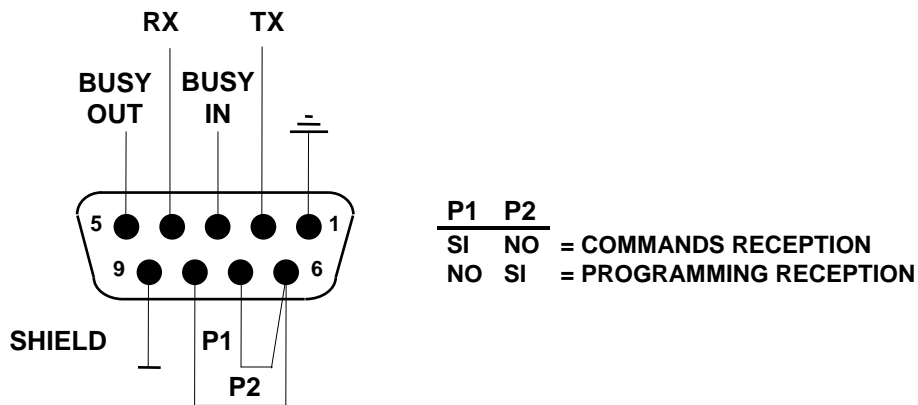 RX TX
BUSY OUT
BUSY IN
5 1
9 6
SHIELD
P1
P2
P1 P2
SI NO = COMMANDS RECEPTION
NO SI = PROGRAMMING RECEPTION